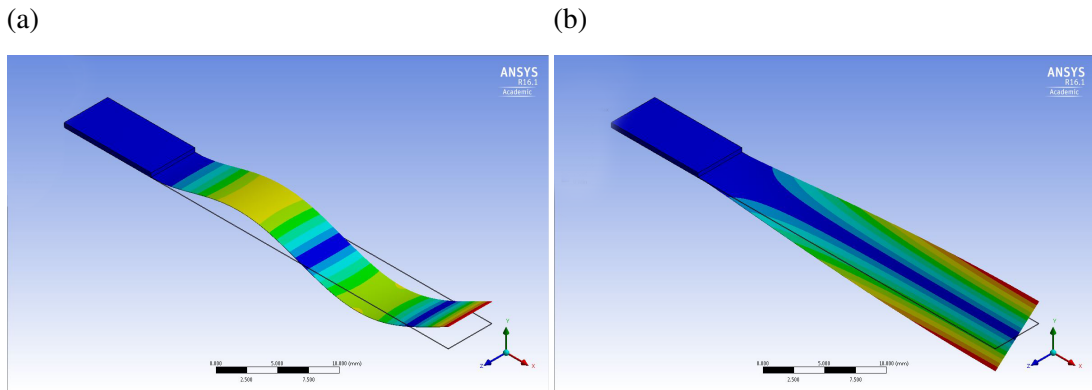 (a)
(b)
ANSYS
R16.1
Academic
0.000 5.000 10.000 (mm)
2.500 7.500
Y
Z
X
ANSYS
R16.1
Academic
0.000 5.000 10.000 (mm)
2.500 7.500
Y
Z
X